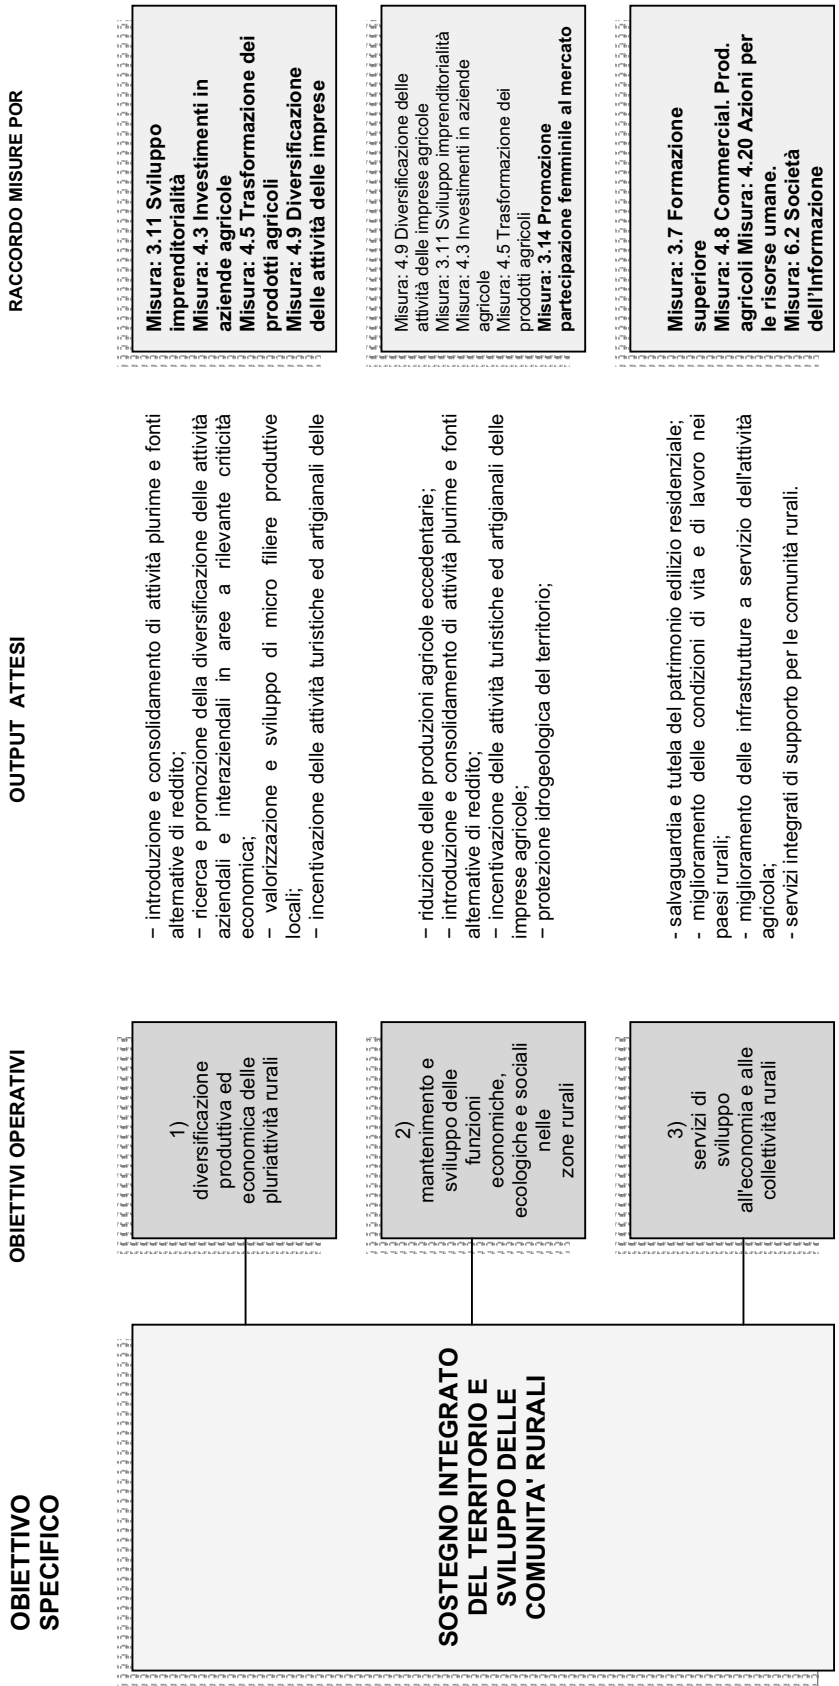 OBIETTIVO
SPECIFICO
OBIETTIVI OPERATIVI
OUTPUT ATTESI
RACCORDO MISURE POR
SOSTEGNO INTEGRATO
DEL TERRITORIO E
SVILUPPO DELLE
COMUNITA' RURALI
1)
diversificazione
produttiva ed
economica delle
pluriattività rurali
– introduzione e consolidamento di attività plurime e fonti
alternative di reddito;
– ricerca e promozione della diversificazione delle attività
aziendali e interaziendali in aree a rilevante criticità
economica;
– valorizzazione e sviluppo di micro filiere produttive
locali;
– incentivazione delle attività turistiche ed artigianali delle
Misura: 3.11 Sviluppo
imprenditorialità
Misura: 4.3 Investimenti in
aziende agricole
Misura: 4.5 Trasformazione dei
prodotti agricoli
Misura: 4.9 Diversificazione
delle attività delle imprese
2)
mantenimento e
sviluppo delle
funzioni
economiche,
ecologiche e sociali
nelle
zone rurali
– riduzione delle produzioni agricole eccedentarie;
– introduzione e consolidamento di attività plurime e fonti
alternative di reddito;
– incentivazione delle attività turistiche ed artigianali delle
imprese agricole;
– protezione idrogeologica del territorio;
Misura: 4.9 Diversificazione delle
attività delle imprese agricole
Misura: 3.11 Sviluppo imprenditorialità
Misura: 4.3 Investimenti in aziende
agricole
Misura: 4.5 Trasformazione dei
prodotti agricoli
Misura: 3.14 Promozione
partecipazione femminile al mercato
3)
servizi di
sviluppo
all'economia e alle
collettività rurali
- salvaguardia e tutela del patrimonio edilizio residenziale;
- miglioramento delle condizioni di vita e di lavoro nei
paesi rurali;
- miglioramento delle infrastrutture a servizio dell'attività
agricola;
- servizi integrati di supporto per le comunità rurali.
Misura: 3.7 Formazione
superiore
Misura: 4.8 Commercial. Prod.
agricoli Misura: 4.20 Azioni per
le risorse umane.
Misura: 6.2 Società
dell'Informazione